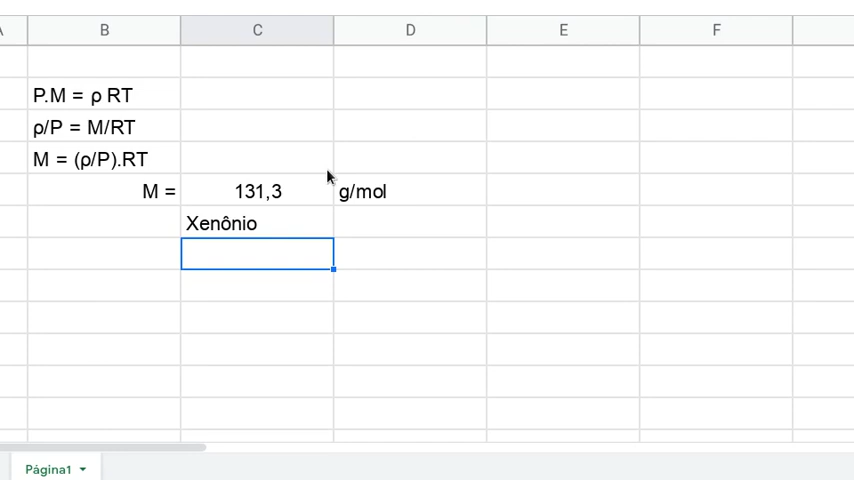 A B C D E F
P.M = ρ RT
ρ/P = M/RT
M = (ρ/P).RT
M = 131,3 g/mol
Xenônio
Página1